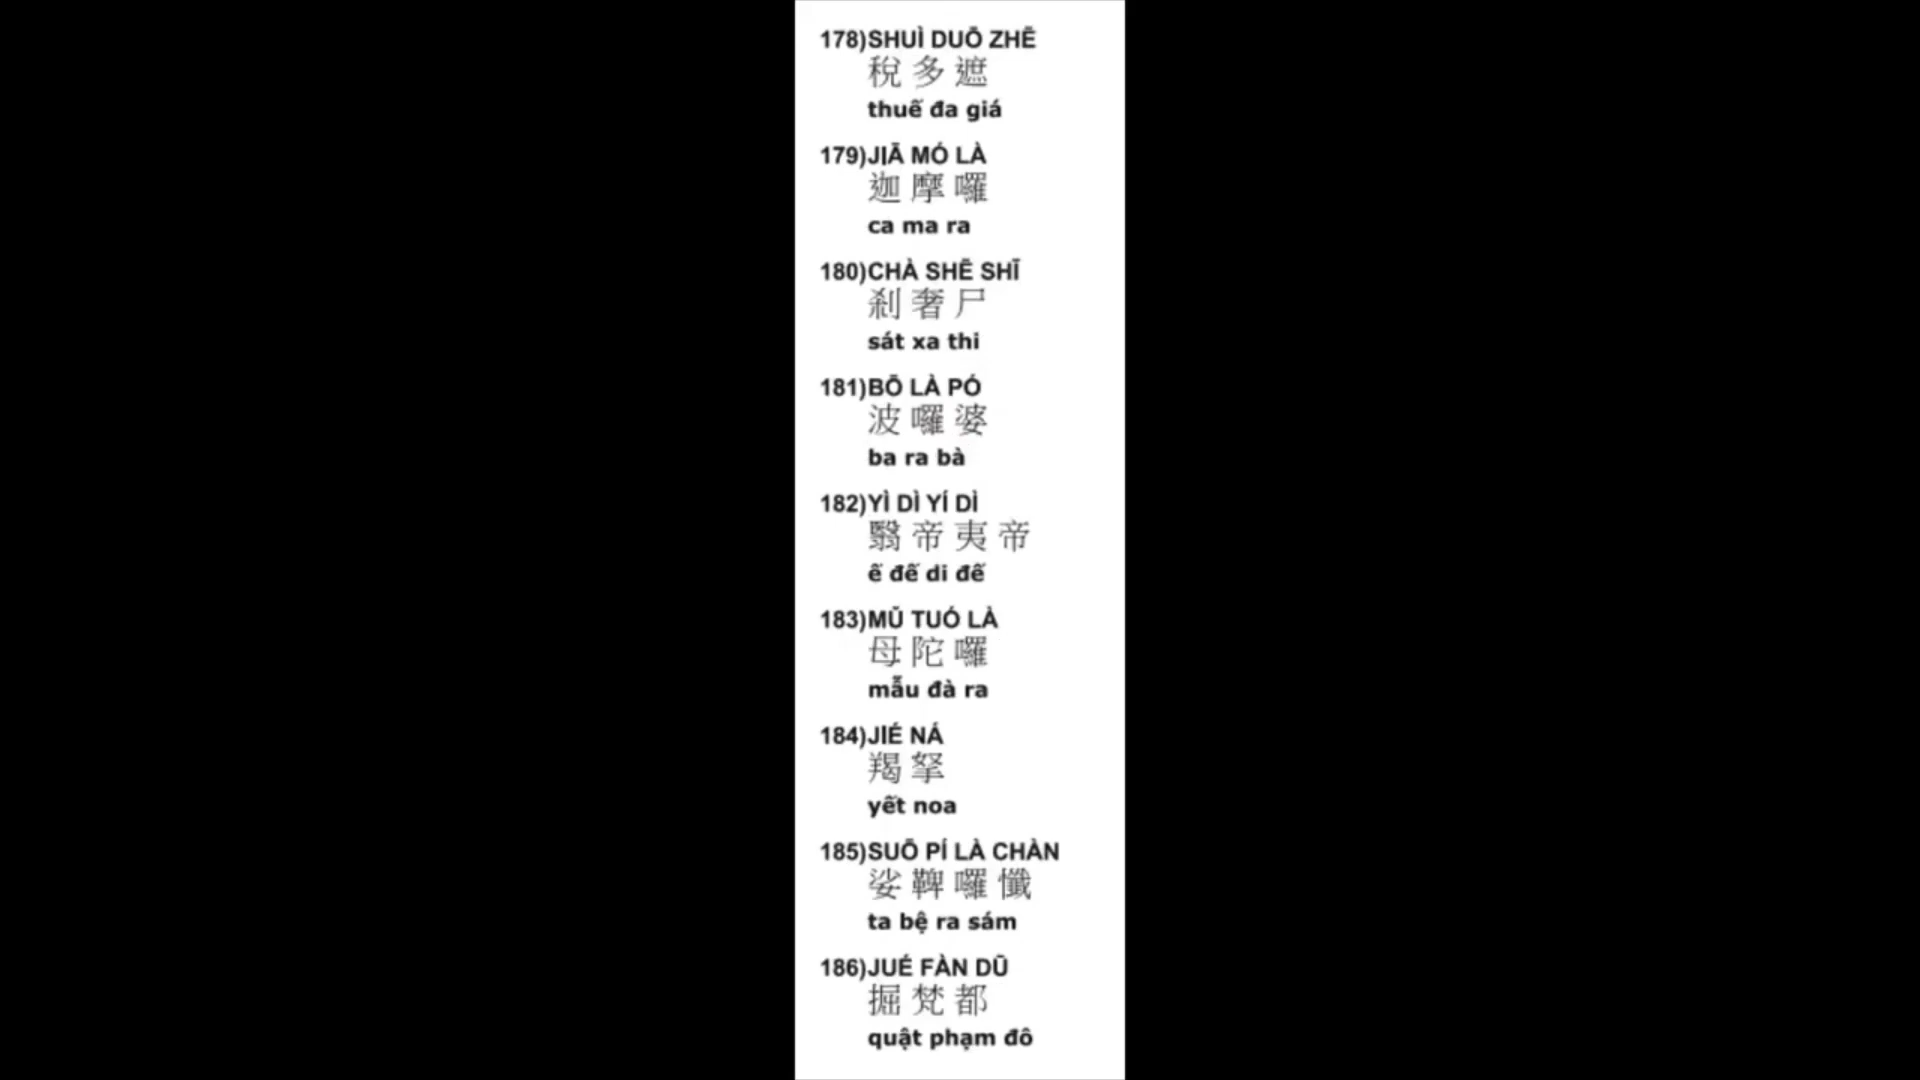 178)SHUÌ DUŌ ZHĒ
稅 多 遮
thuế đa giá
179)JIĀ MÓ LÀ
迦 摩 囉
ca ma ra
180)CHÀ SHĒ SHĪ
剎 奢 尸
sát xa thi
181)BŌ LÀ PÓ
波 囉 婆
ba ra bà
182)YÌ DÌ YÍ DÌ
翳 帝 夷 帝
ế đế di đế
183)MŬ TUÓ LÀ
母 陀 囉
mẫu đà ra
184)JIÉ NÁ
羯 拏
yết noa
185)SUŌ PÍ LÀ CHÀN
娑 鞞 囉 懺
ta bệ ra sám
186)JUÉ FÀN DŪ
掘 梵 都
quật phạm đô